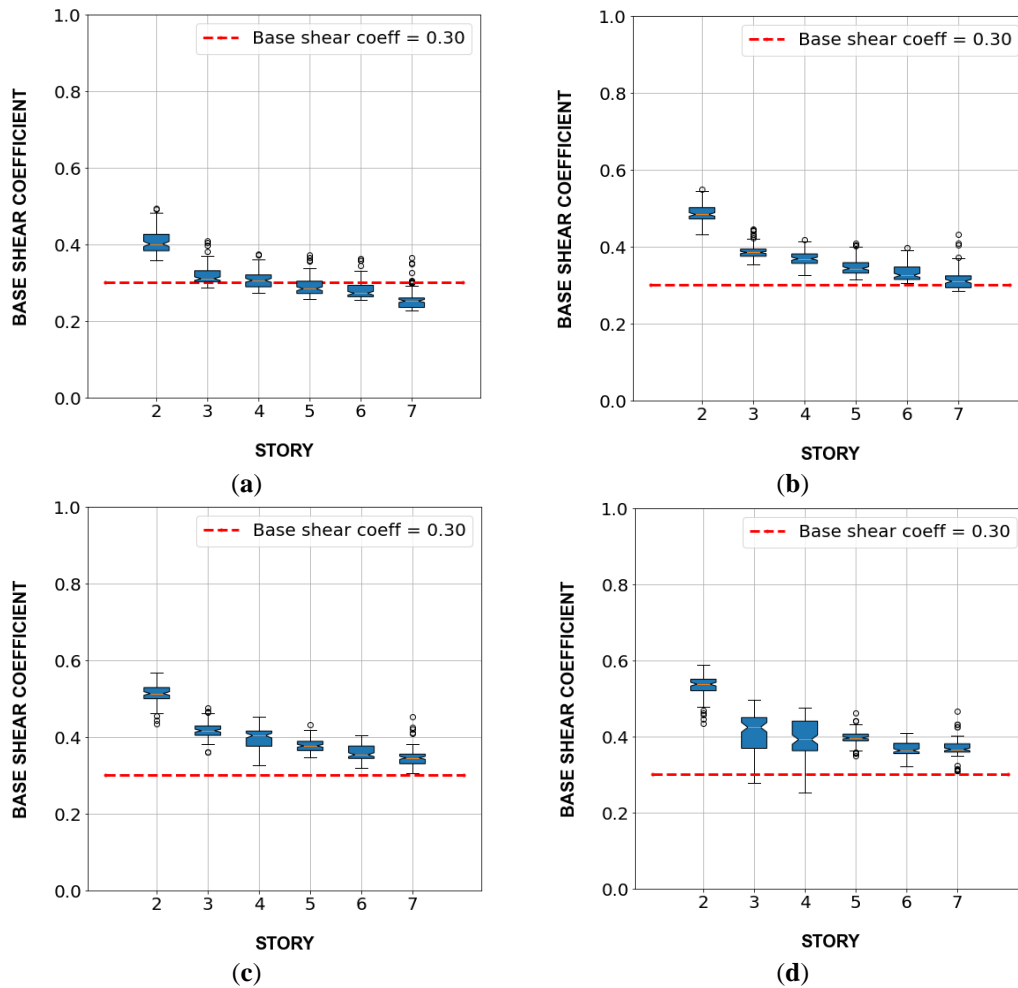 Base shear coeff = 0.30
BASE SHEAR COEFFICIENT
1.0
0.8
0.6
0.4
0.2
0.0
2 3 4 5 6 7
STORY
(a)
Base shear coeff = 0.30
BASE SHEAR COEFFICIENT
1.0
0.8
0.6
0.4
0.2
0.0
2 3 4 5 6 7
STORY
(b)
Base shear coeff = 0.30
BASE SHEAR COEFFICIENT
1.0
0.8
0.6
0.4
0.2
0.0
2 3 4 5 6 7
STORY
(c)
Base shear coeff = 0.30
BASE SHEAR COEFFICIENT
1.0
0.8
0.6
0.4
0.2
0.0
2 3 4 5 6 7
STORY
(d)